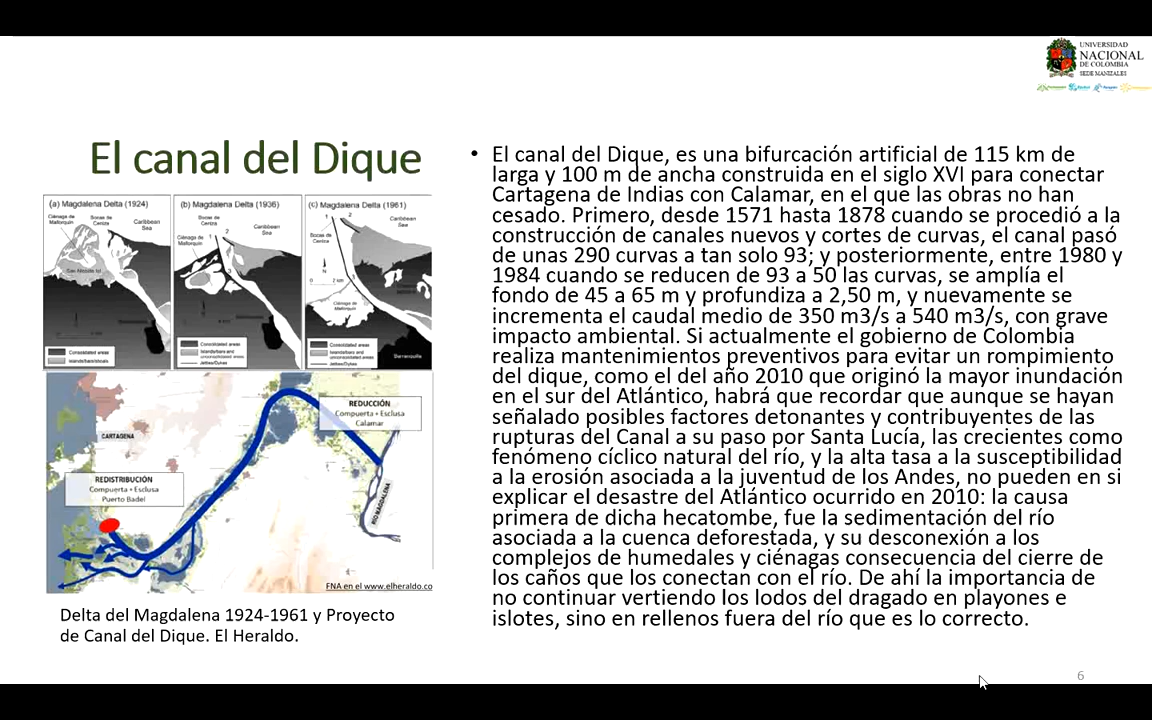 UNIVERSIDAD
NACIONAL
DE COLOMBIA
SEDE MANIZALES
El canal del Dique
(a) Magdalena Delta (1924)
Ciénaga de
Mallorquín
Bocas de
Ceniza
Caribbean
Sea
Consolidated areas
(b) Magdalena Delta (1936)
Bocas de
Ceniza
Caribbean
Sea
Ciénaga de
Mallorquín
Consolidated areas
Islands/bars and
unconsolidated areas
Jetties/Dykes
(c) Magdalena Delta (1961)
Caribbean
Sea
Bocas de
Ceniza
Ciénaga de
Mallorquín
Consolidated areas
Islands/bars and
unconsolidated areas
Jetties/Dykes
Barranquilla
REDUCCIÓN
Compuerta + Esclusa
Calamar
CARTAGENA
REDISTRIBUCIÓN
Compuerta + Esclusa
Puerto Badel
RÍO MAGDALENA
FNA en el www.elheraldo.co
Delta del Magdalena 1924-1961 y Proyecto
de Canal del Dique. El Heraldo.
• El canal del Dique, es una bifurcación artificial de 115 km de
larga y 100 m de ancha construida en el siglo XVI para conectar
Cartagena de Indias con Calamar, en el que las obras no han
cesado. Primero, desde 1571 hasta 1878 cuando se procedió a la
construcción de canales nuevos y cortes de curvas, el canal pasó
de unas 290 curvas a tan solo 93; y posteriormente, entre 1980 y
1984 cuando se reducen de 93 a 50 las curvas, se amplía el
fondo de 45 a 65 m y profundiza a 2,50 m, y nuevamente se
incrementa el caudal medio de 350 m3/s a 540 m3/s, con grave
impacto ambiental. Si actualmente el gobierno de Colombia
realiza mantenimientos preventivos para evitar un rompimiento
del dique, como el del año 2010 que originó la mayor inundación
en el sur del Atlántico, habrá que recordar que aunque se hayan
señalado posibles factores detonantes y contribuyentes de las
rupturas del Canal a su paso por Santa Lucía, las crecientes como
fenómeno cíclico natural del río, y la alta tasa a la susceptibilidad
a la erosión asociada a la juventud de los Andes, no pueden en si
explicar el desastre del Atlántico ocurrido en 2010: la causa
primera de dicha hecatombe, fue la sedimentación del río
asociada a la cuenca deforestada, y su desconexión a los
complejos de humedales y ciénagas consecuencia del cierre de
los caños que los conectan con el río. De ahí la importancia de
no continuar vertiendo los lodos del dragado en playones e
islotes, sino en rellenos fuera del río que es lo correcto.
6